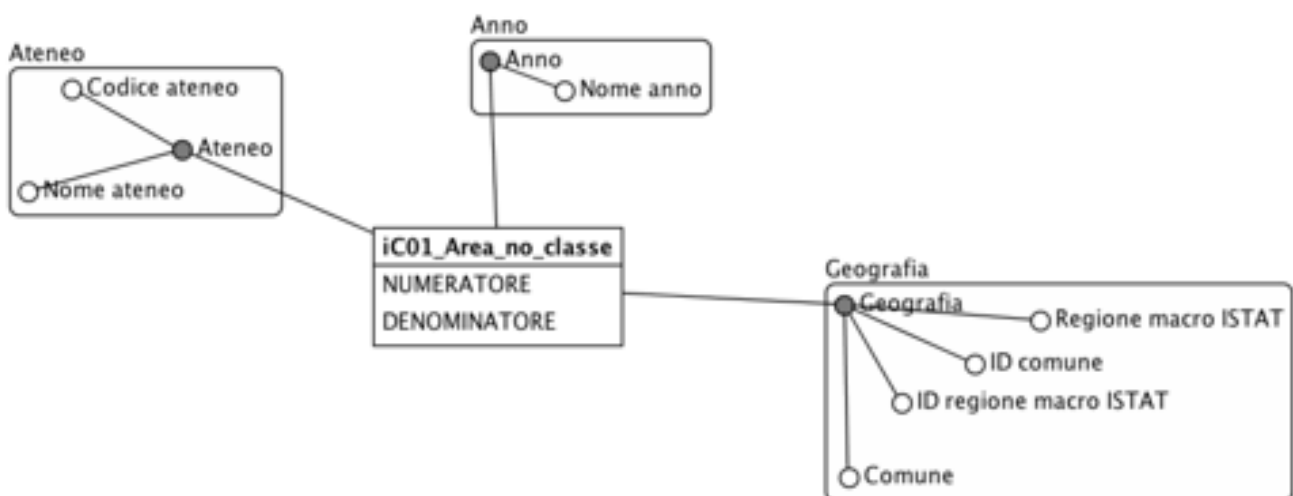 Anno
Anno
Nome anno
Ateneo
Codice ateneo
Ateneo
Nome ateneo
iC01_Area_no_classe
NUMERATORE
DENOMINATORE
Geografia
Geografia
Regione macro ISTAT
ID comune
ID regione macro ISTAT
Comune